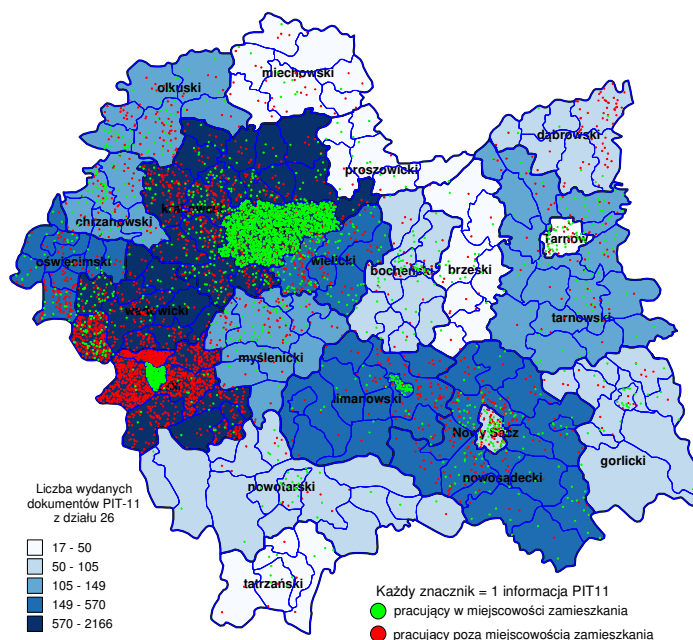 miechowski
olkuski
dąbrowski
proszowicki
chrzanowski
Tarnów
oświęcimski
wielicki
bocheński
brzeski
tarnowski
myślenicki
limanowski
Nowy Sącz
gorlicki
nowosądecki
nowotarski
tatrzański
Liczba wydanych
dokumentów PIT-11
z działu 26
17 - 50
50 - 105
105 - 149
149 - 570
570 - 2166
Każdy znacznik = 1 informacja PIT11
pracujący w miejscowości zamieszkania
pracujący poza miejscowością zamieszkania